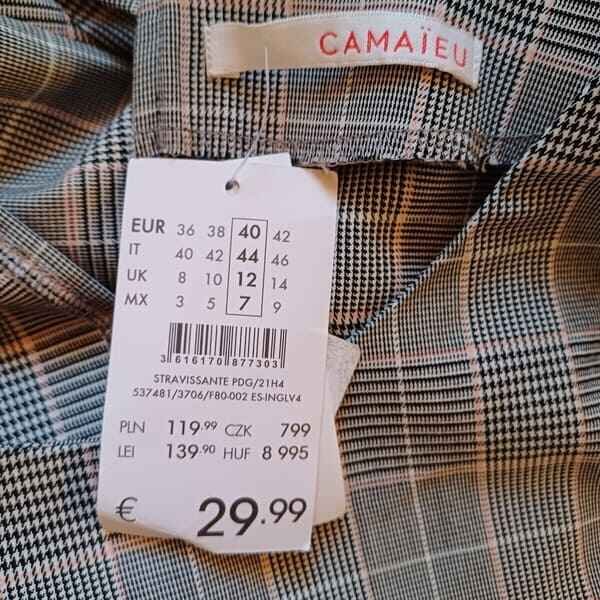 CAMAÏEU
EUR 36 38 40 42
IT 40 42 44 46
UK 8 10 12 14
MX 3 5 7 9
3 616170 877303
STRAVISSANTE PDG/21H4
537481/3706/F80-002 ES-INGLV4
PLN 119.99 CZK 799
LEI 139.90 HUF 8 995
€ 29.99